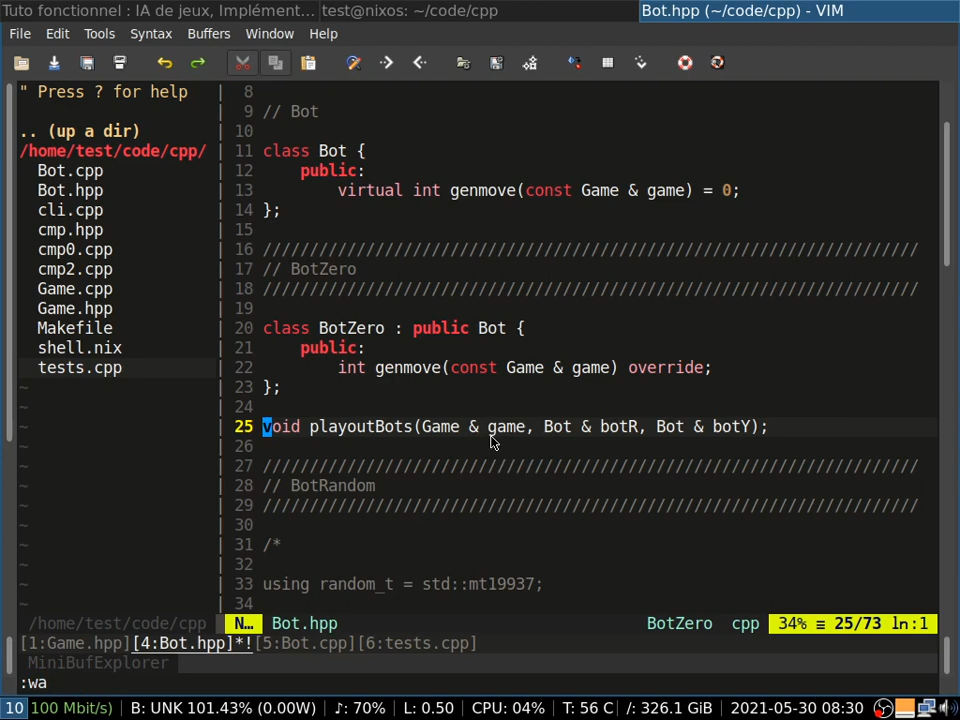 Tuto fonctionnel : IA de jeux, Implément... test@nixos: ~/code/cpp Bot.hpp (~/code/cpp) - VIM
File Edit Tools Syntax Buffers Window Help
" Press ? for help
.. (up a dir)
/home/test/code/cpp/
Bot.cpp
Bot.hpp
cli.cpp
cmp.hpp
cmp0.cpp
cmp2.cpp
Game.cpp
Game.hpp
Makefile
shell.nix
tests.cpp
~
~
~
~
~
~
~
~
~
~
~
~
8
9 // Bot
10
11 class Bot {
12 public:
13 virtual int genmove(const Game & game) = 0;
14 };
15
16 //////////////////////////////////////////////////////////////////////
17 // BotZero
18 //////////////////////////////////////////////////////////////////////
19
20 class BotZero : public Bot {
21 public:
22 int genmove(const Game & game) override;
23 };
24
25 void playoutBots(Game & game, Bot & botR, Bot & botY);
26
27 //////////////////////////////////////////////////////////////////////
28 // BotRandom
29 //////////////////////////////////////////////////////////////////////
30
31 /*
32
33 using random_t = std::mt19937;
34
/home/test/code/cpp N… Bot.hpp BotZero cpp 34% ≡ 25/73 ln:1
[1:Game.hpp][4:Bot.hpp]*![5:Bot.cpp][6:tests.cpp]
MiniBufExplorer
:wa
10 100 Mbit/s) B: UNK 101.43% (0.00W) ♪: 70% L: 0.50 CPU: 04% T: 56 C /: 326.1 GiB 2021-05-30 08:30